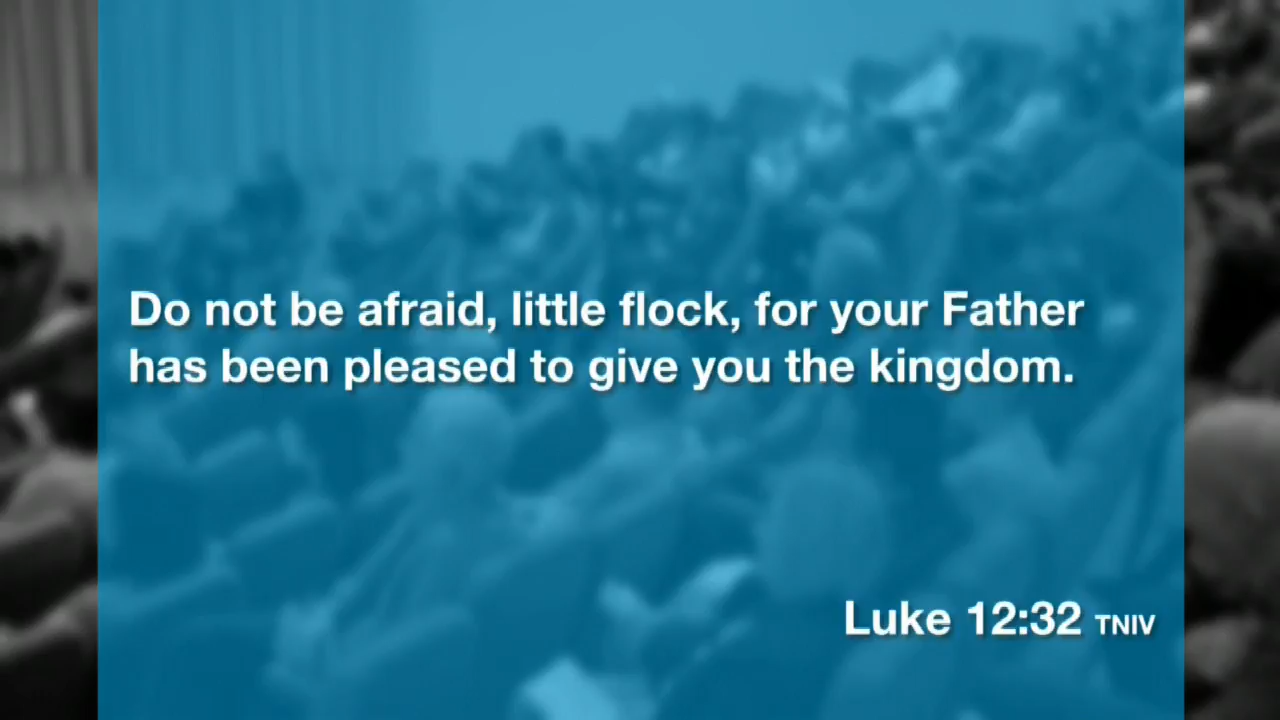 Do not be afraid, little flock, for your Father
has been pleased to give you the kingdom.
Luke 12:32 TNIV